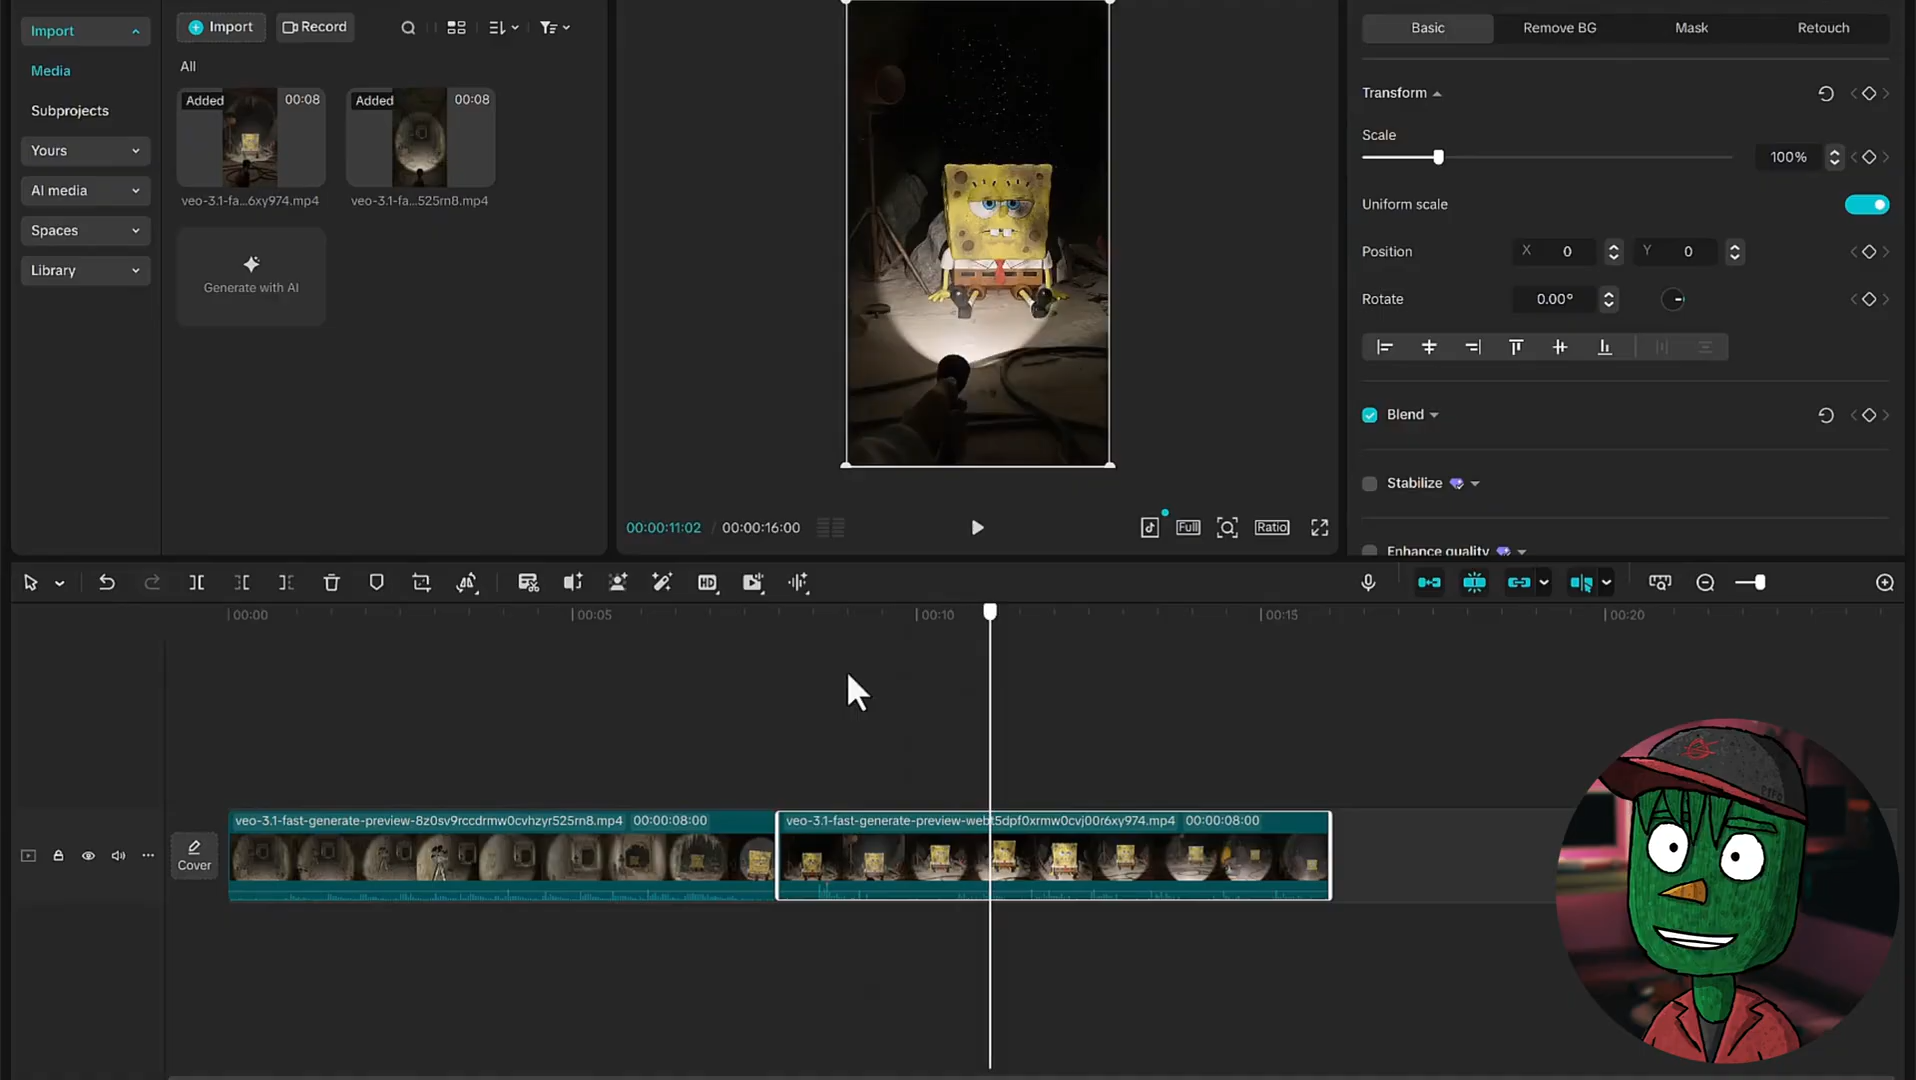 Import
Media
Subprojects
Yours
AI media
Spaces
Library
Import
Record
All
Added
00:08
veo-3.1-fa...6xy974.mp4
Added
00:08
veo-3.1-fa...525rn8.mp4
Generate with AI
00:00:11:02 / 00:00:16:00
Full
Ratio
Basic
Remove BG
Mask
Retouch
Transform
Scale
100%
Uniform scale
Position
X 0
Y 0
Rotate
0.00°
Blend
Stabilize
Enhance quality
HD
00:00
00:05
00:10
00:15
00:20
Cover
veo-3.1-fast-generate-preview-8z0sv9rccdrmw0cvhzyr525rn8.mp4 00:00:08:00
veo-3.1-fast-generate-preview-webt5dpf0xrmw0cvj00r6xy974.mp4 00:00:08:00